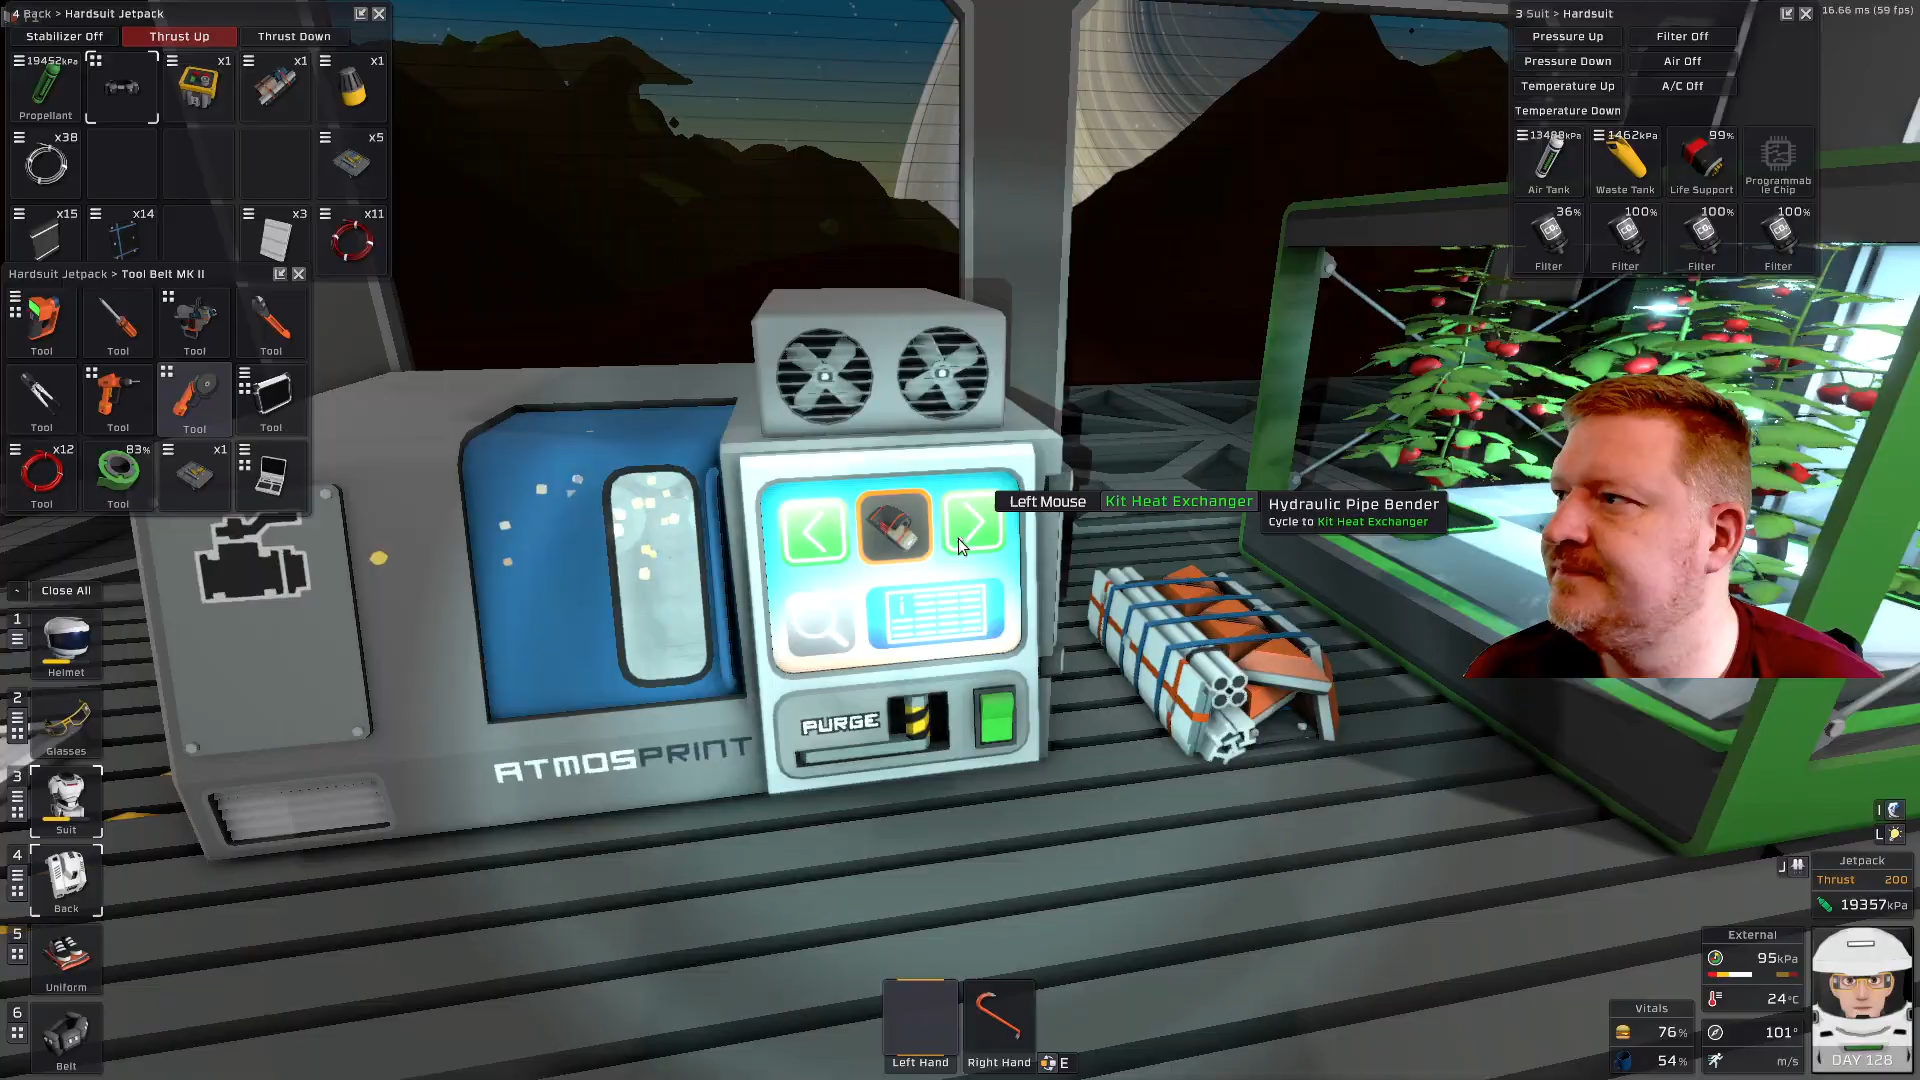 4 Back > Hardsuit Jetpack
Stabilizer Off
Thrust Up
Thrust Down
19452kPa
x1
x1
x1
Propellant
x38
x5
x15
x14
x3
x11
Hardsuit Jetpack > Tool Belt MK II
Tool
Tool
Tool
Tool
Tool
Tool
Tool
Tool
x12
83%
x1
Tool
Tool
~ Close All
1
Helmet
2
Glasses
3
Suit
4
Back
5
Uniform
6
Belt
Left Mouse
Kit Heat Exchanger
Hydraulic Pipe Bender
Cycle to Kit Heat Exchanger
PURGE
ATMOSPRINT
Left Hand
Right Hand
E
3 Suit > Hardsuit
16.66 ms (59 fps)
Pressure Up
Filter Off
Pressure Down
Air Off
Temperature Up
A/C Off
Temperature Down
13488kPa
1462kPa
99%
Air Tank
Waste Tank
Life Support
Programmab
le Chip
36%
100%
100%
100%
Filter
Filter
Filter
Filter
I
L
J
Jetpack
Thrust 200
19357kPa
External
95kPa
24°C
Vitals
76%
101°
54%
m/s
DAY 128